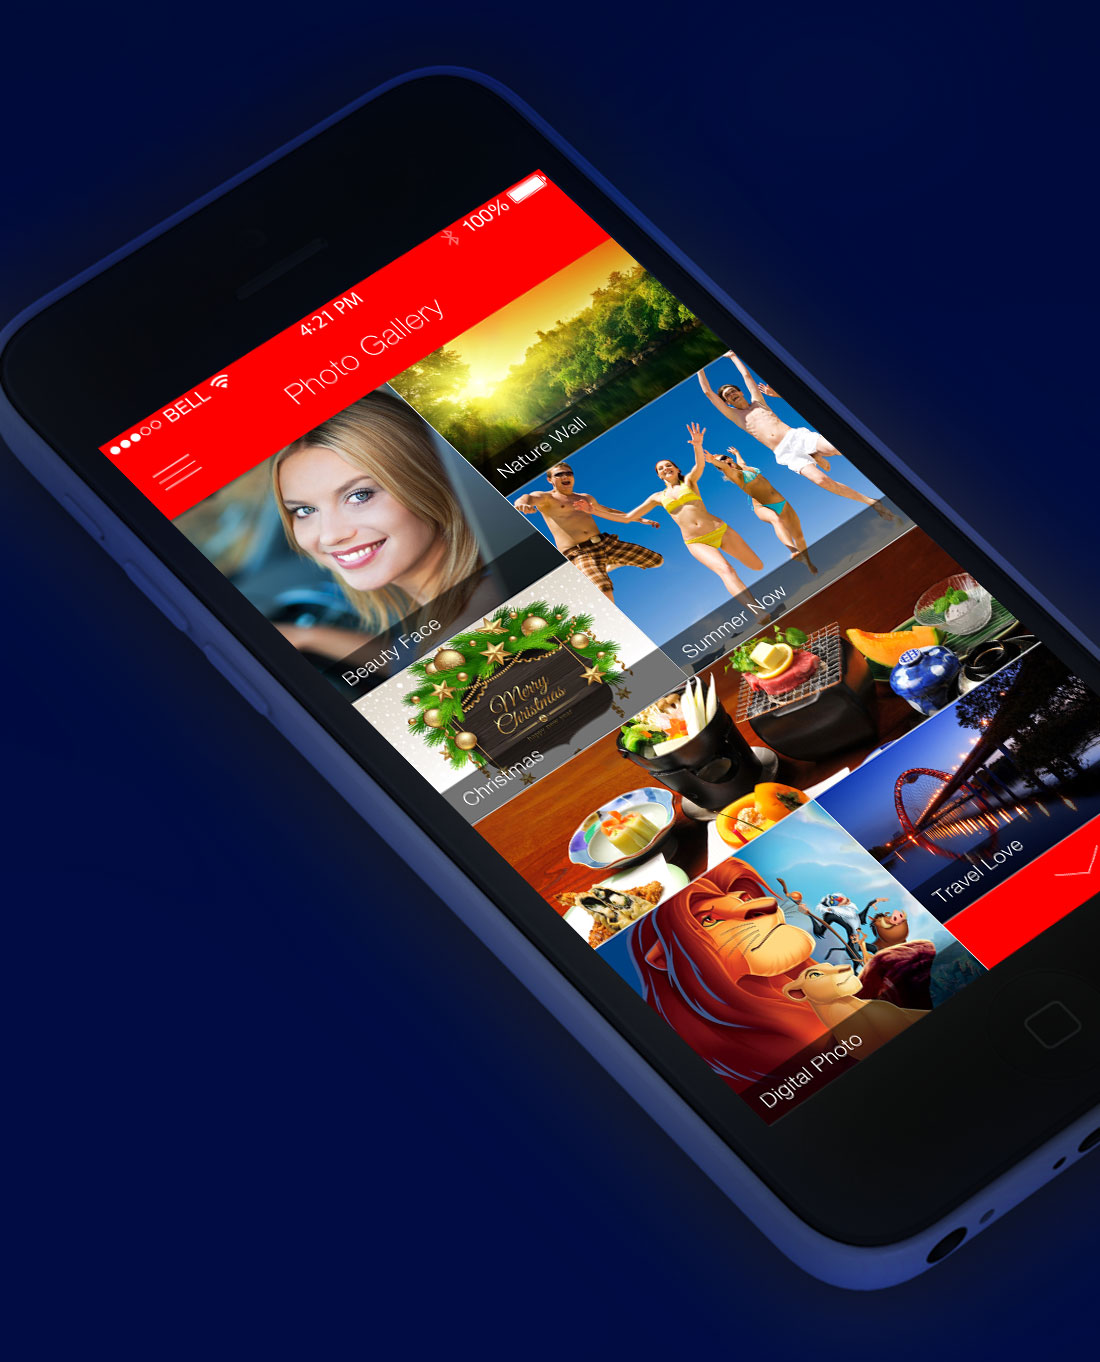 BELL
4:21 PM
100%
Photo Gallery
Beauty Face
Nature Wall
Summer Now
Merry
Christmas
Christmas
Travel Love
Digital Photo